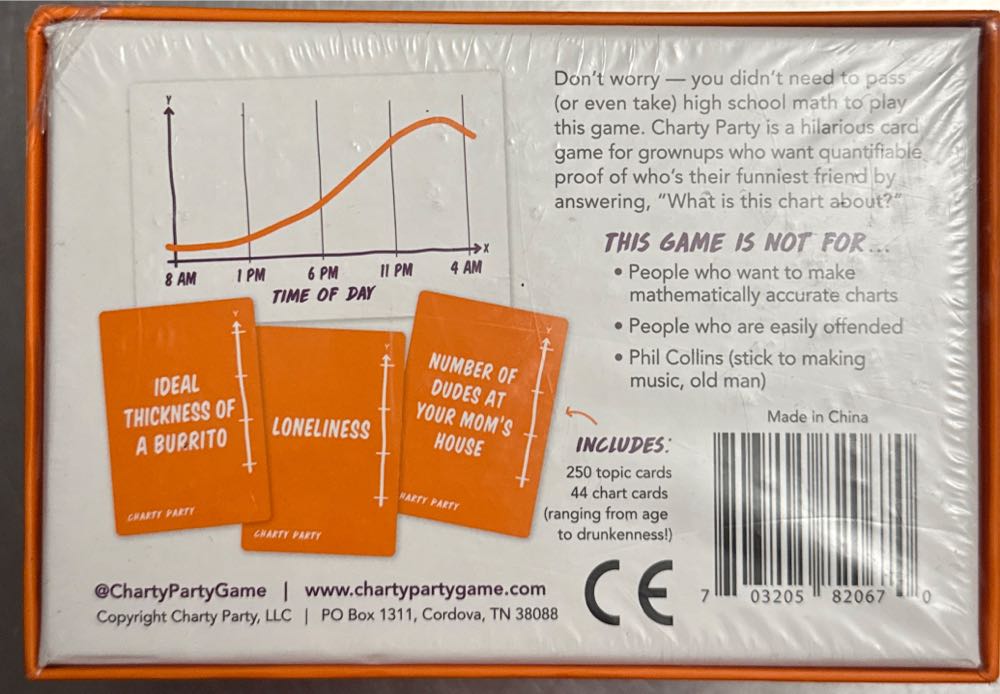 Y
X
8 AM 1 PM 6 PM 11 PM 4 AM
TIME OF DAY
Y
IDEAL
THICKNESS OF
A BURRITO
CHARTY PARTY
Y
LONELINESS
CHARTY PARTY
Y
NUMBER OF
DUDES AT
YOUR MOM'S
HOUSE
CHARTY PARTY
Don't worry — you didn't need to pass
(or even take) high school math to play
this game. Charty Party is a hilarious card
game for grownups who want quantifiable
proof of who's their funniest friend by
answering, "What is this chart about?"
THIS GAME IS NOT FOR...
• People who want to make
mathematically accurate charts
• People who are easily offended
• Phil Collins (stick to making
music, old man)
INCLUDES:
250 topic cards
44 chart cards
(ranging from age
to drunkenness!)
Made in China
7 03205 82067 0
CE
@ChartyPartyGame | www.chartypartygame.com
Copyright Charty Party, LLC | PO Box 1311, Cordova, TN 38088